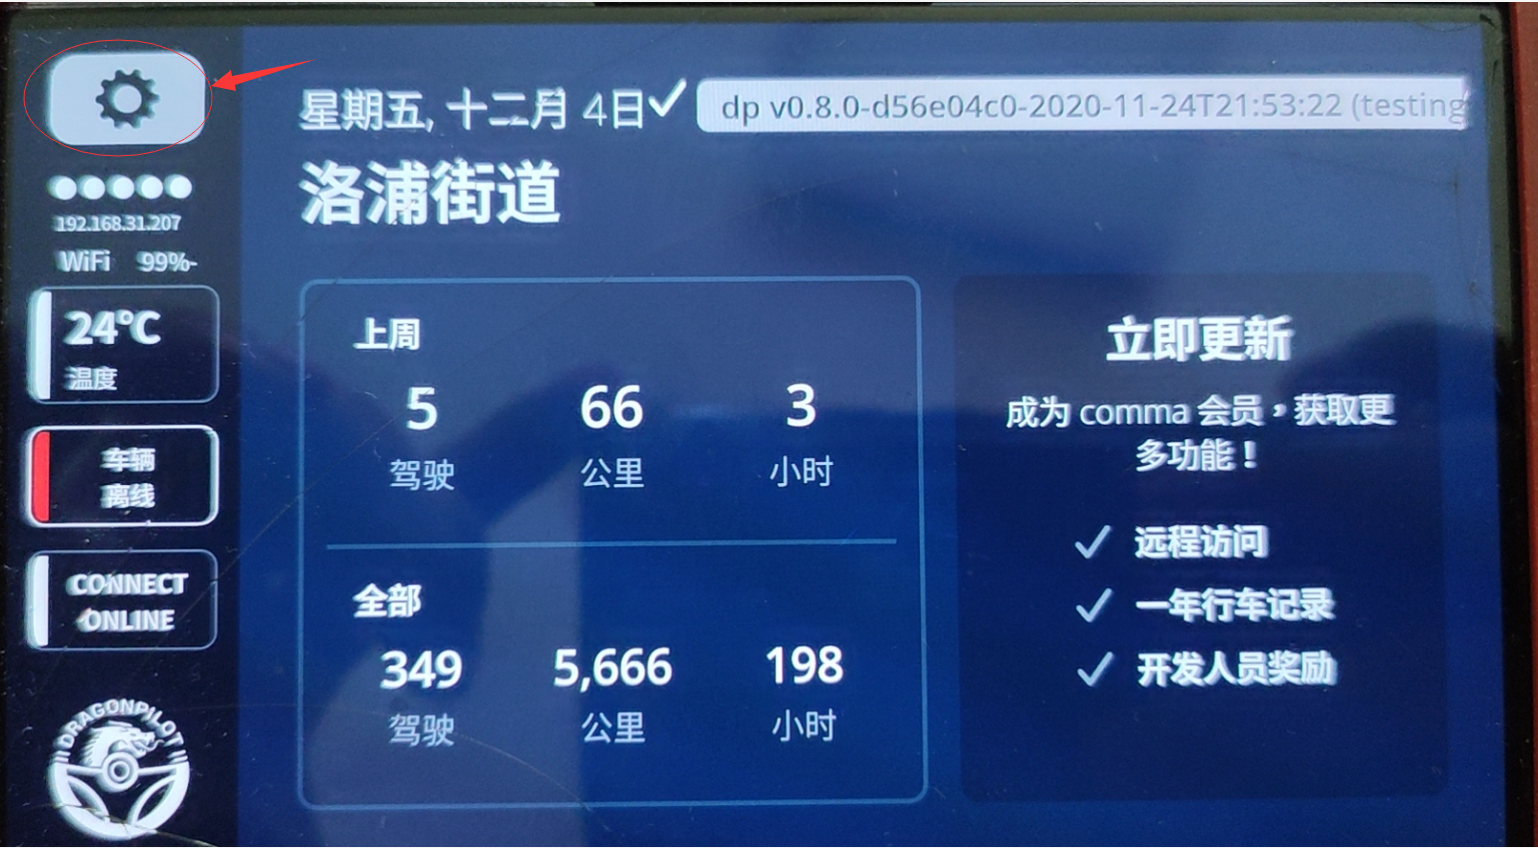 星期五, 十二月 4日
dp v0.8.0-d56e04c0-2020-11-24T21:53:22 (testing
洛浦街道
192.168.31.207
WiFi 99%-
24°C
温度
车辆
离线
CONNECT
ONLINE
DRAGONPILOT
上周
5 66 3
驾驶 公里 小时
全部
349 5,666 198
驾驶 公里 小时
立即更新
成为 comma 会员，获取更
多功能！
远程访问
一年行车记录
开发人员奖励